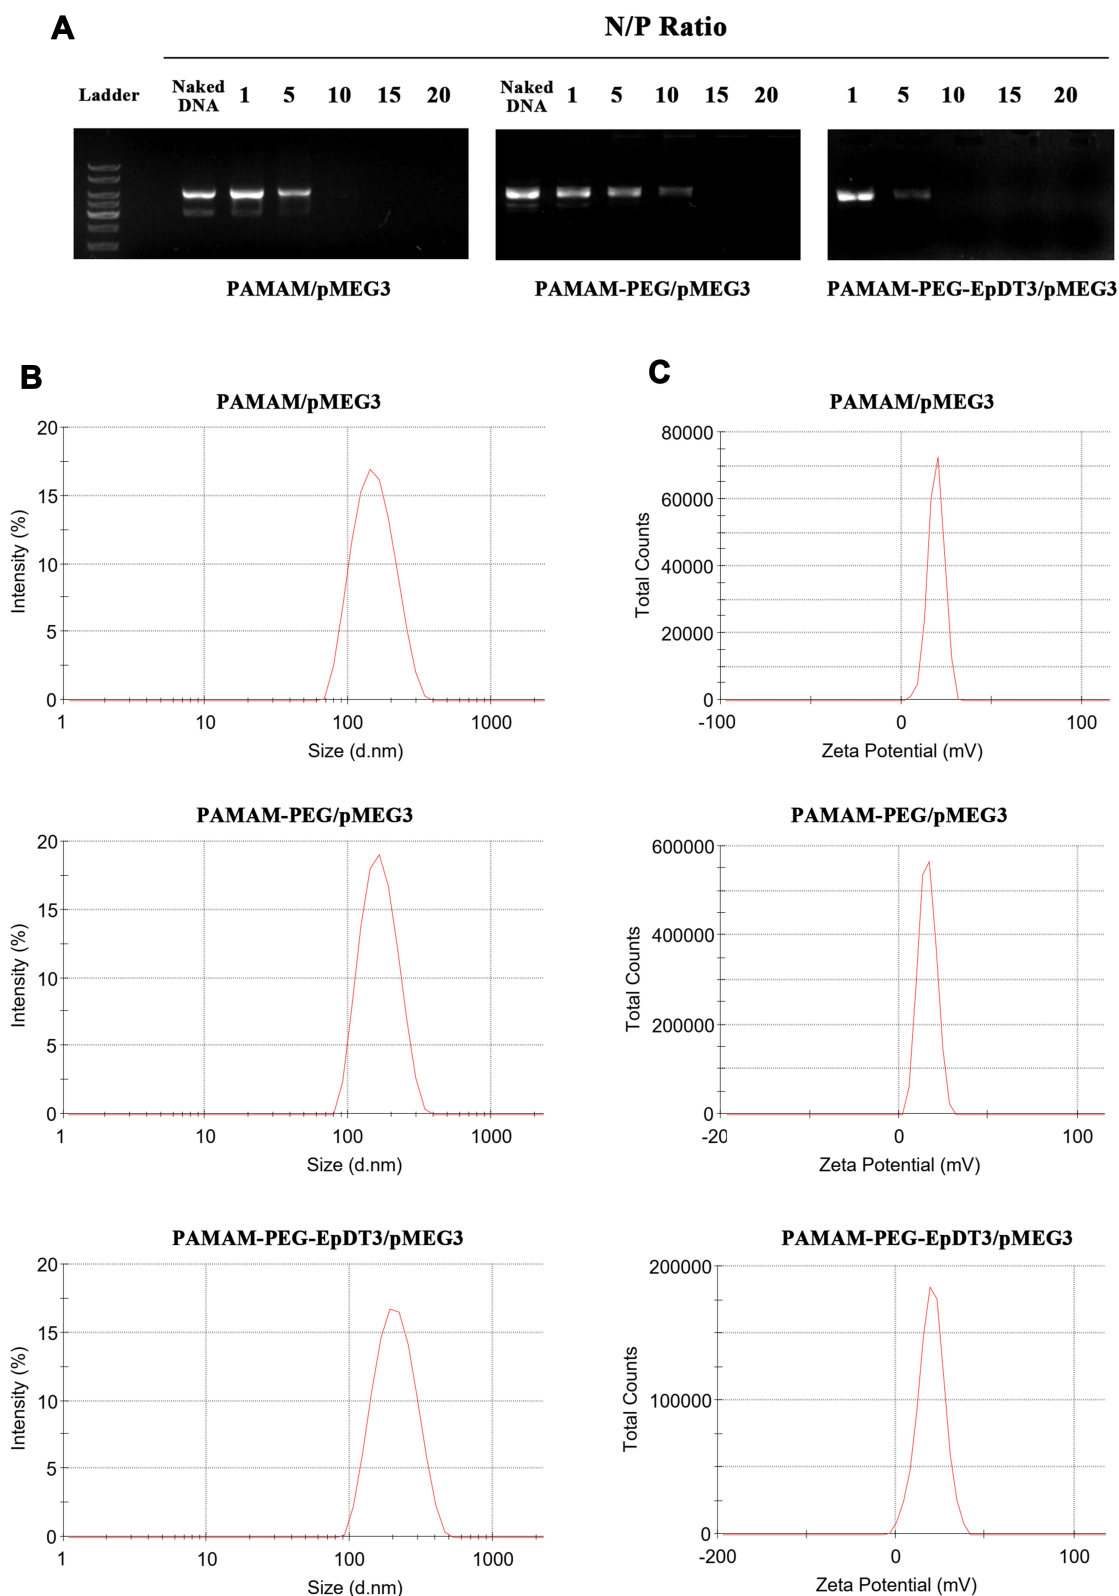 A
N/P Ratio
Ladder
Naked DNA 1 5 10 15 20
Naked DNA 1 5 10 15 20
1 5 10 15 20
PAMAM/pMEG3
PAMAM-PEG/pMEG3
PAMAM-PEG-EpDT3/pMEG3
B
PAMAM/pMEG3
20
15
10
5
0
Intensity (%)
1 10 100 1000
Size (d.nm)
PAMAM-PEG/pMEG3
20
15
10
5
0
Intensity (%)
1 10 100 1000
Size (d.nm)
PAMAM-PEG-EpDT3/pMEG3
20
15
10
5
0
Intensity (%)
1 10 100 1000
Size (d.nm)
C
PAMAM/pMEG3
80000
60000
40000
20000
0
Total Counts
-100 0 100
Zeta Potential (mV)
PAMAM-PEG/pMEG3
600000
400000
200000
0
Total Counts
-20 0 100
Zeta Potential (mV)
PAMAM-PEG-EpDT3/pMEG3
200000
100000
0
Total Counts
-200 0 100
Zeta Potential (mV)